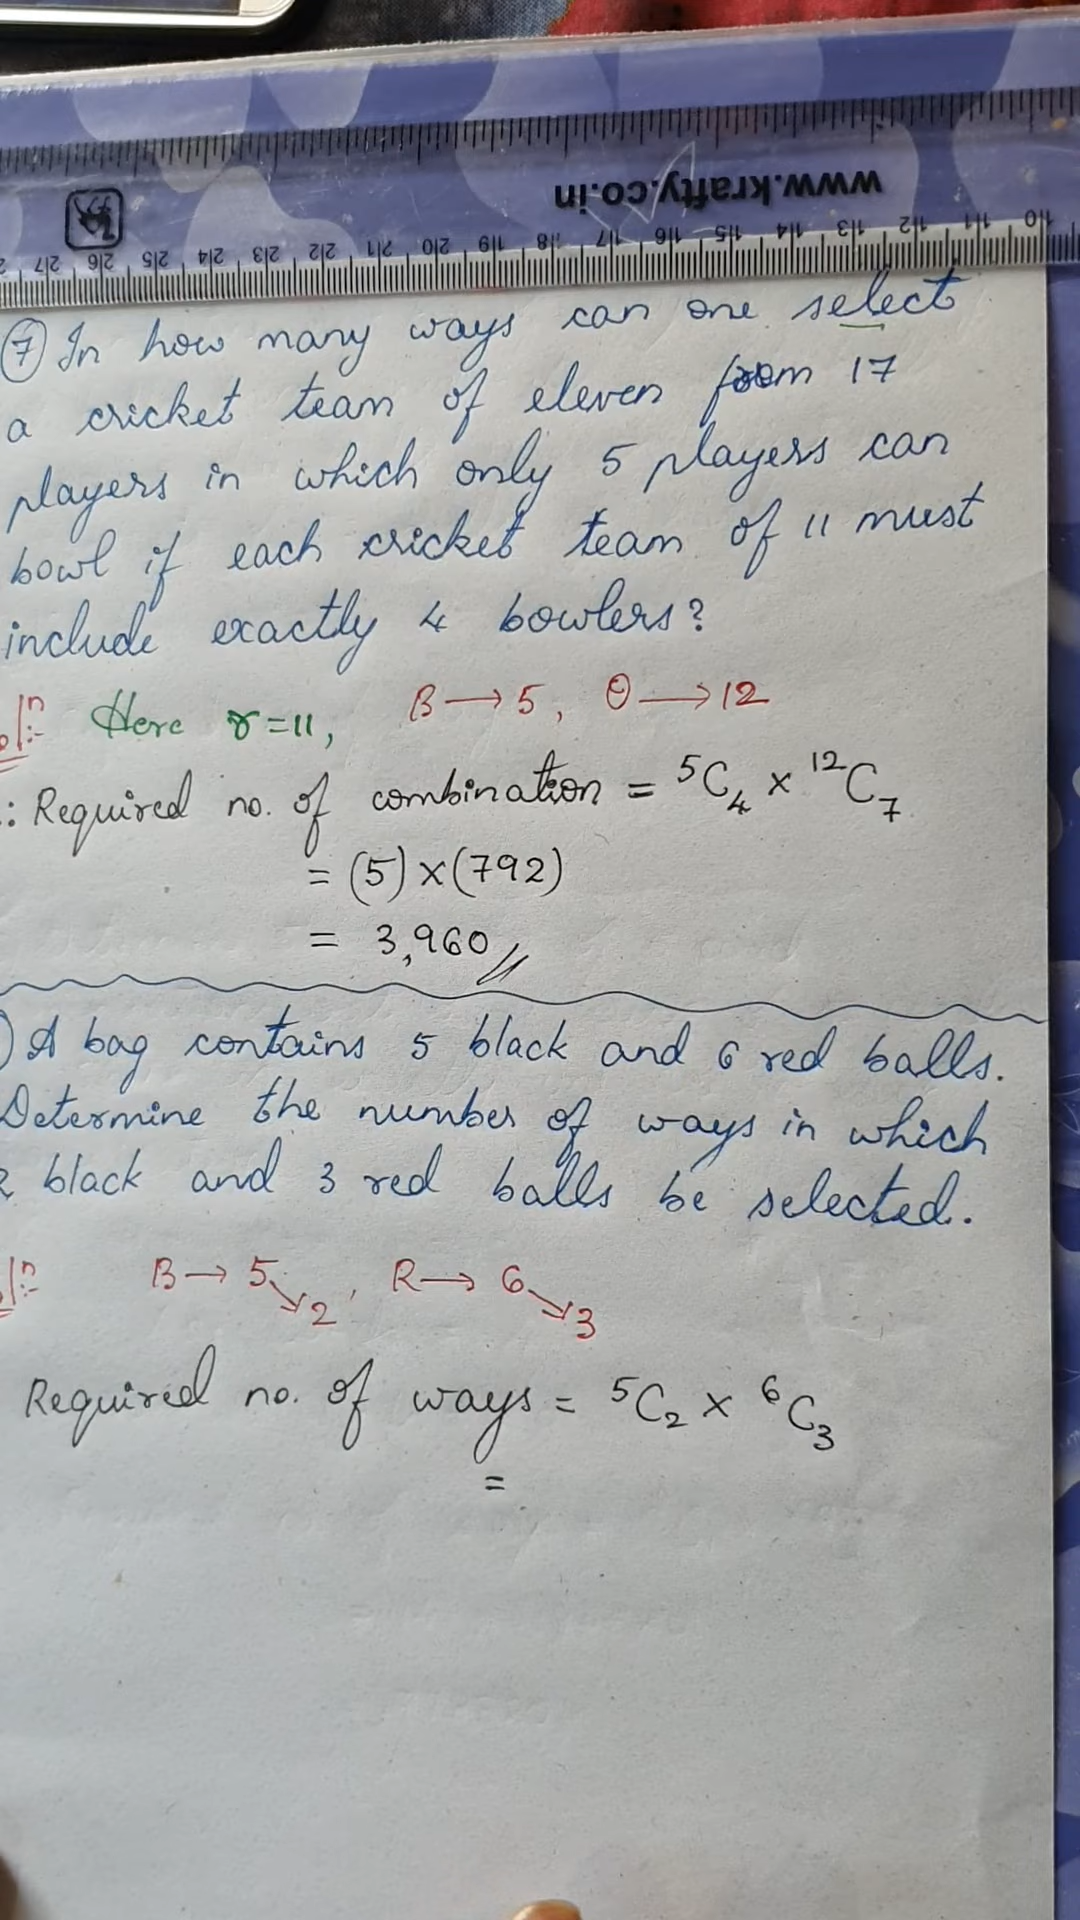 www.krafty.co.in
⑦ In how many ways can one select
a cricket team of eleven from 17
players in which only 5 players can
bowl if each cricket team of 11 must
include exactly 4 bowlers?
Here r=11, B→5, O→12
∴ Required no. of combination = ⁵C₄ × ¹²C₇
= (5)×(792)
= 3,960//
A bag contains 5 black and 6 red balls.
Determine the number of ways in which
2 black and 3 red balls be selected.
B→5↘2, R→6↘3
Required no. of ways = ⁵C₂ × ⁶C₃
=